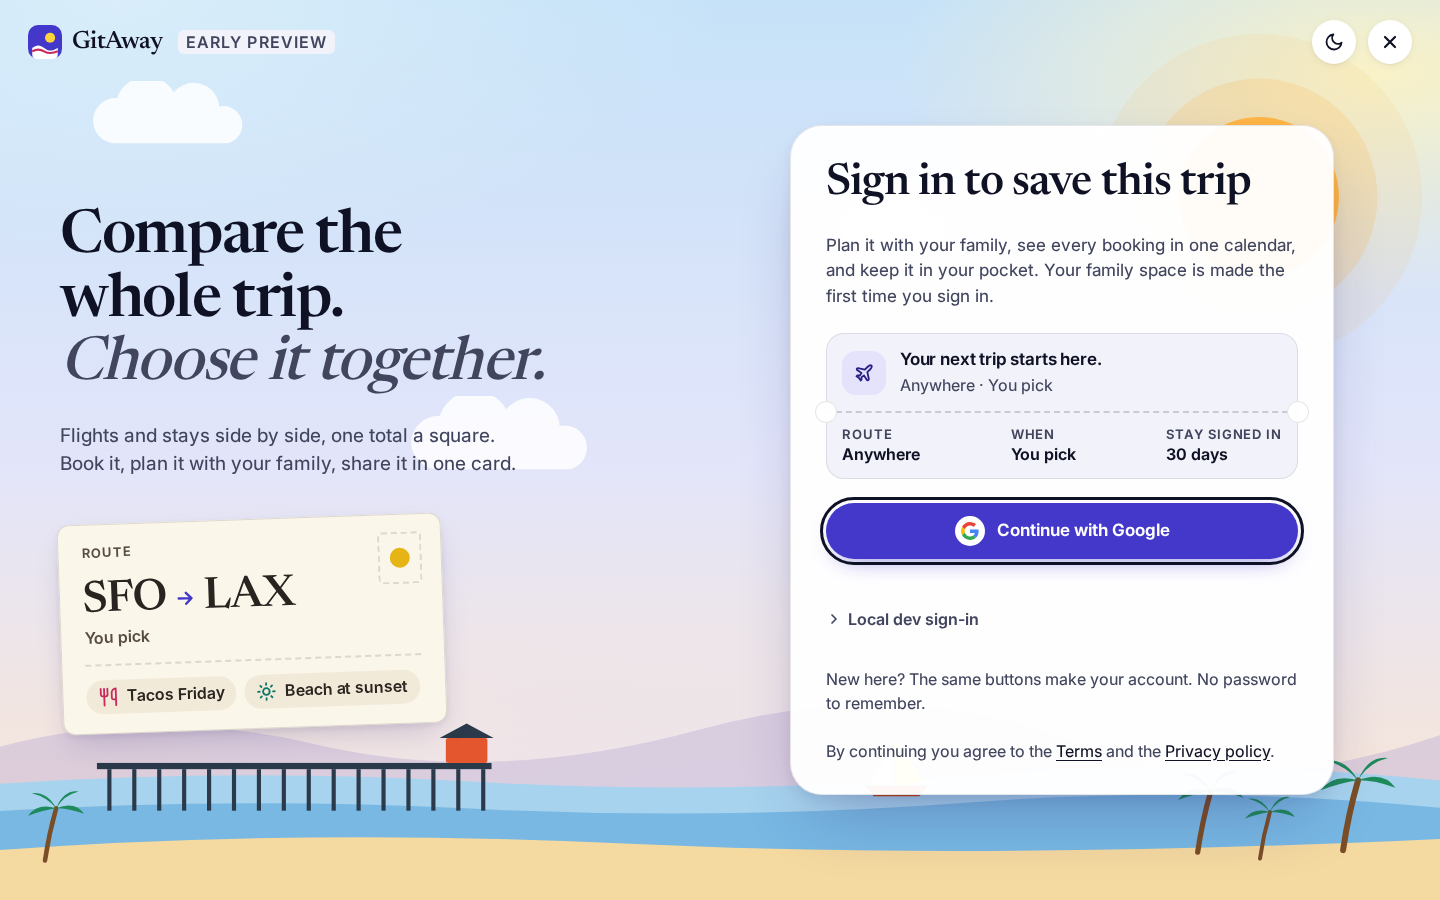 GitAway EARLY PREVIEW
Compare the
whole trip.
Choose it together.
Flights and stays side by side, one total a square.
Book it, plan it with your family, share it in one card.
ROUTE
SFO → LAX
You pick
Tacos Friday
Beach at sunset
Sign in to save this trip
Plan it with your family, see every booking in one calendar,
and keep it in your pocket. Your family space is made the
first time you sign in.
Your next trip starts here.
Anywhere · You pick
ROUTE WHEN STAY SIGNED IN
Anywhere You pick 30 days
Continue with Google
Local dev sign-in
New here? The same buttons make your account. No password
to remember.
By continuing you agree to the Terms and the Privacy policy.